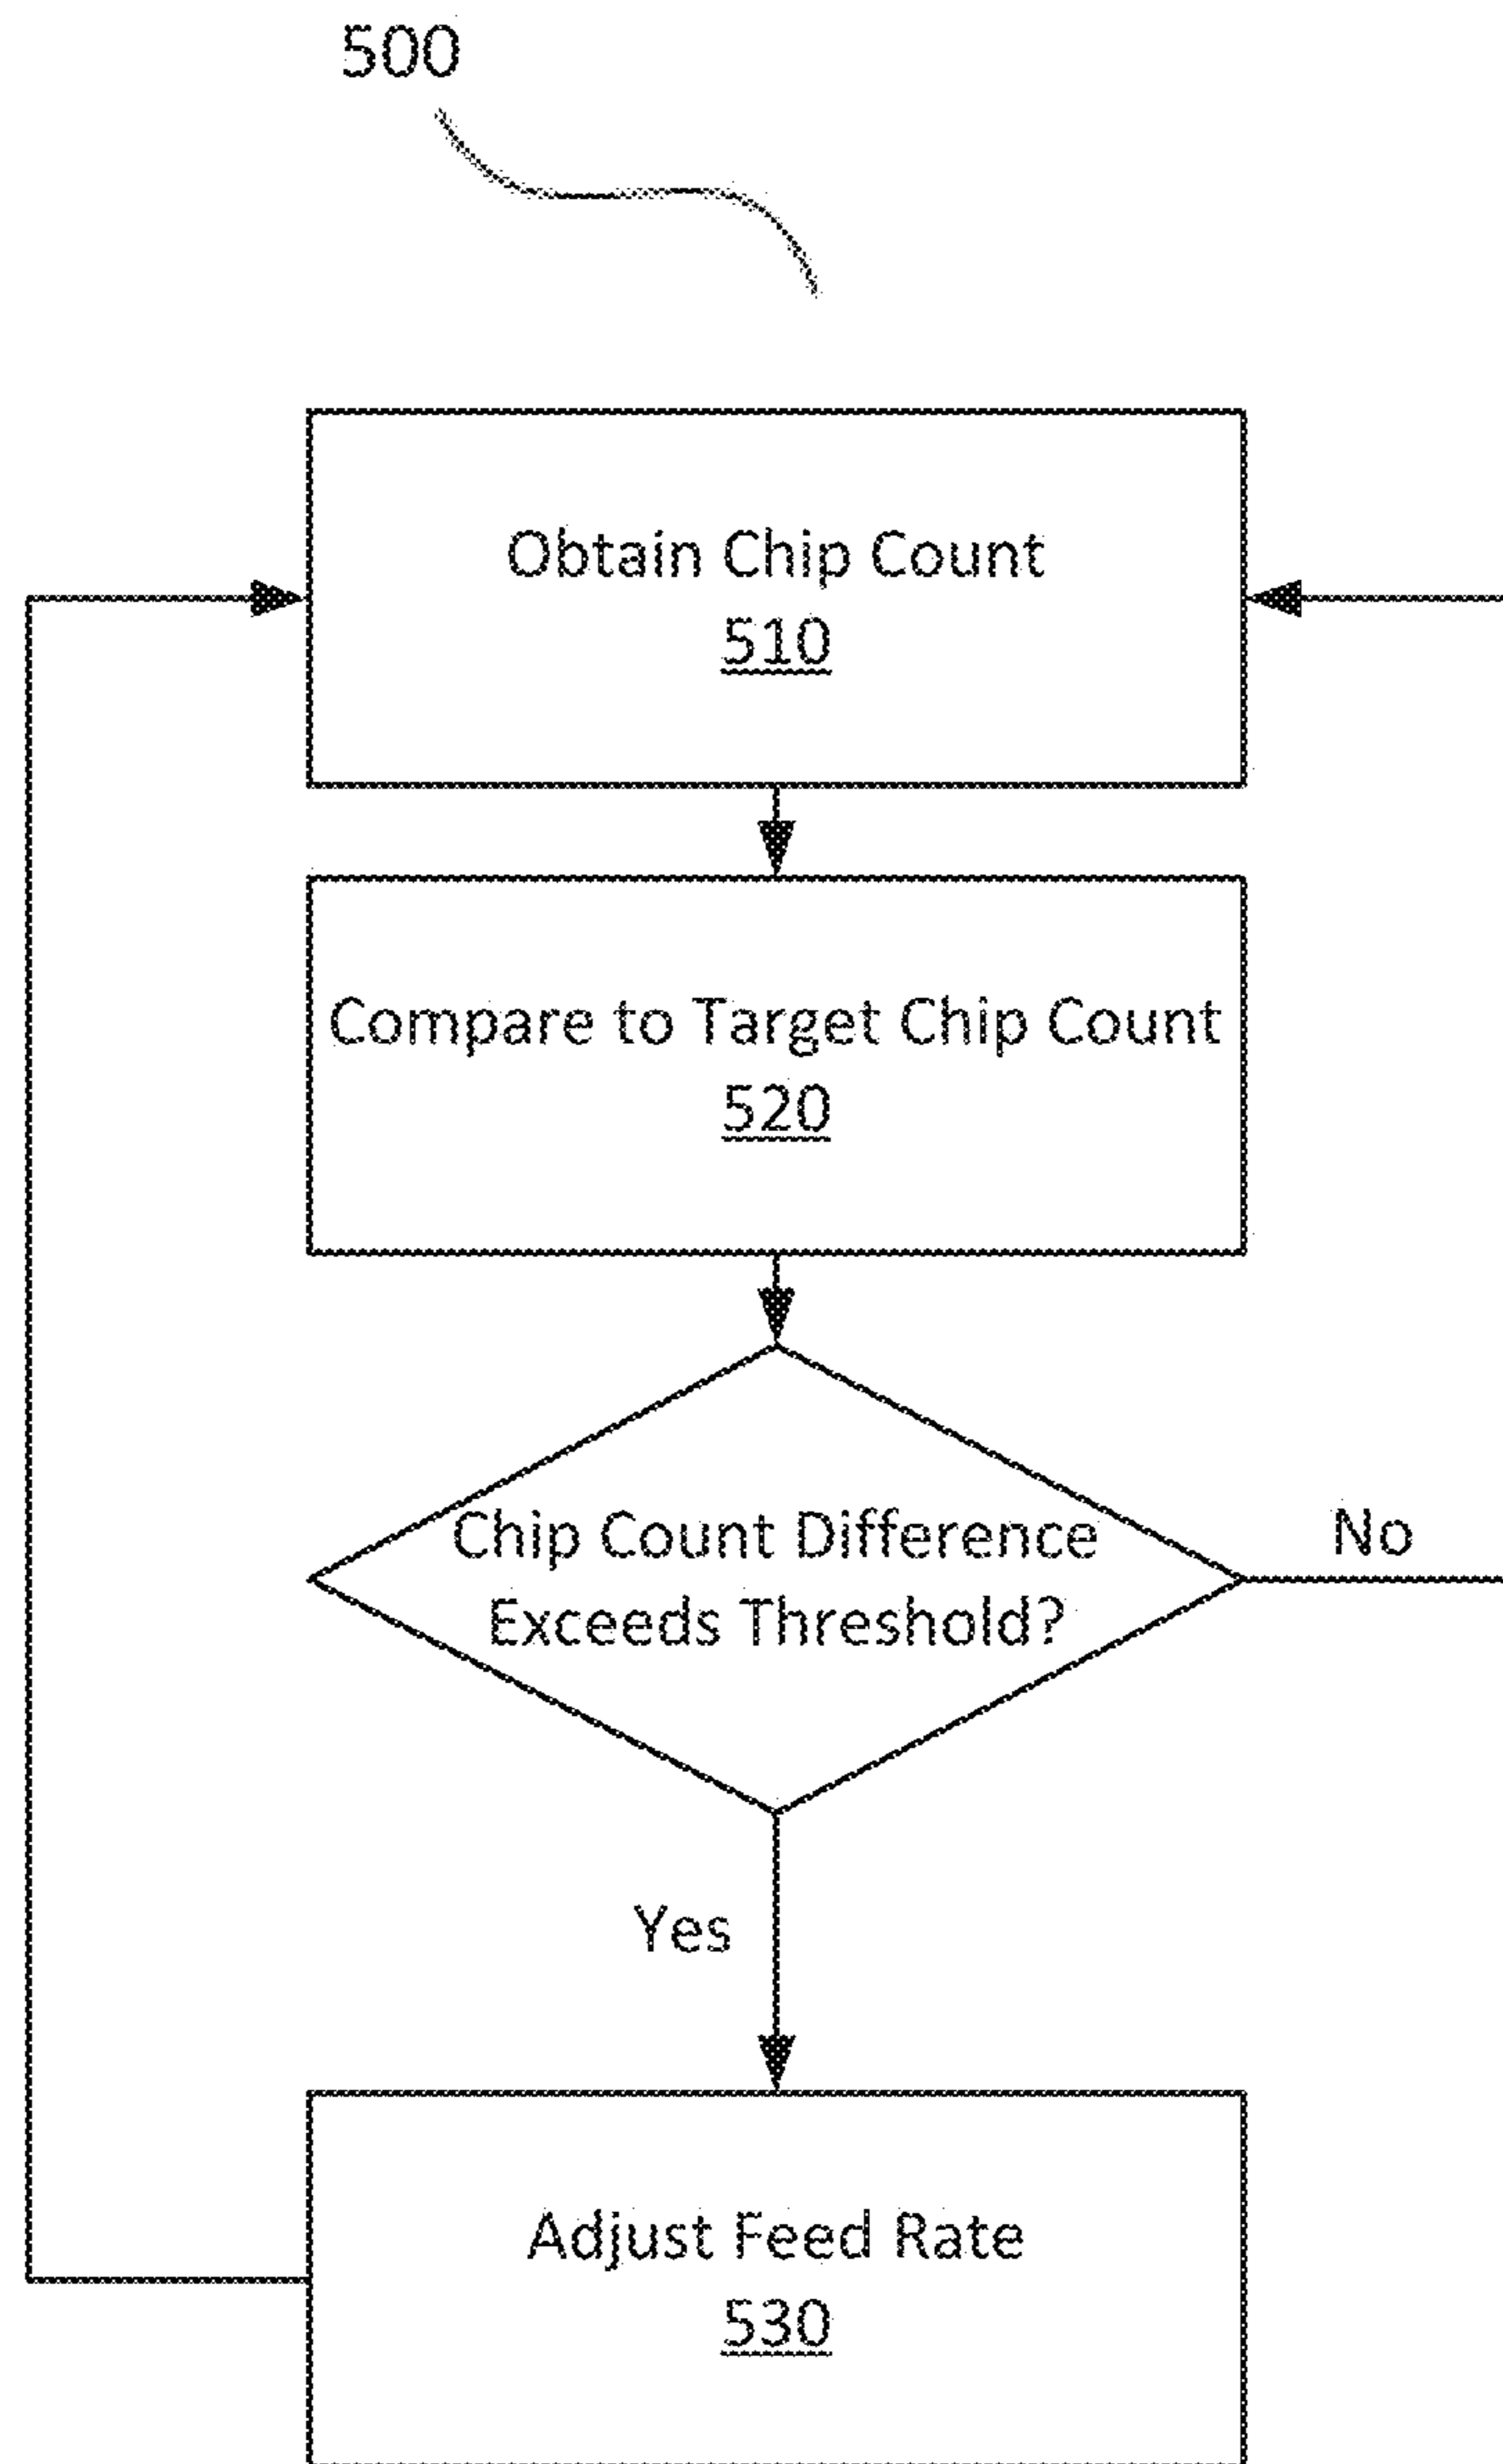 500
Obtain Chip Count
510
Compare to Target Chip Count
520
Chip Count Difference
Exceeds Threshold?
No
Yes
Adjust Feed Rate
530